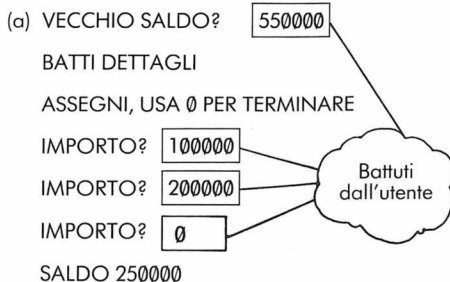 (a) VECCHIO SALDO? 550000
BATTI DETTAGLI
ASSEGNI, USA 0 PER TERMINARE
IMPORTO? 100000
IMPORTO? 200000
Battuti
dall'utente
IMPORTO? 0
SALDO 250000